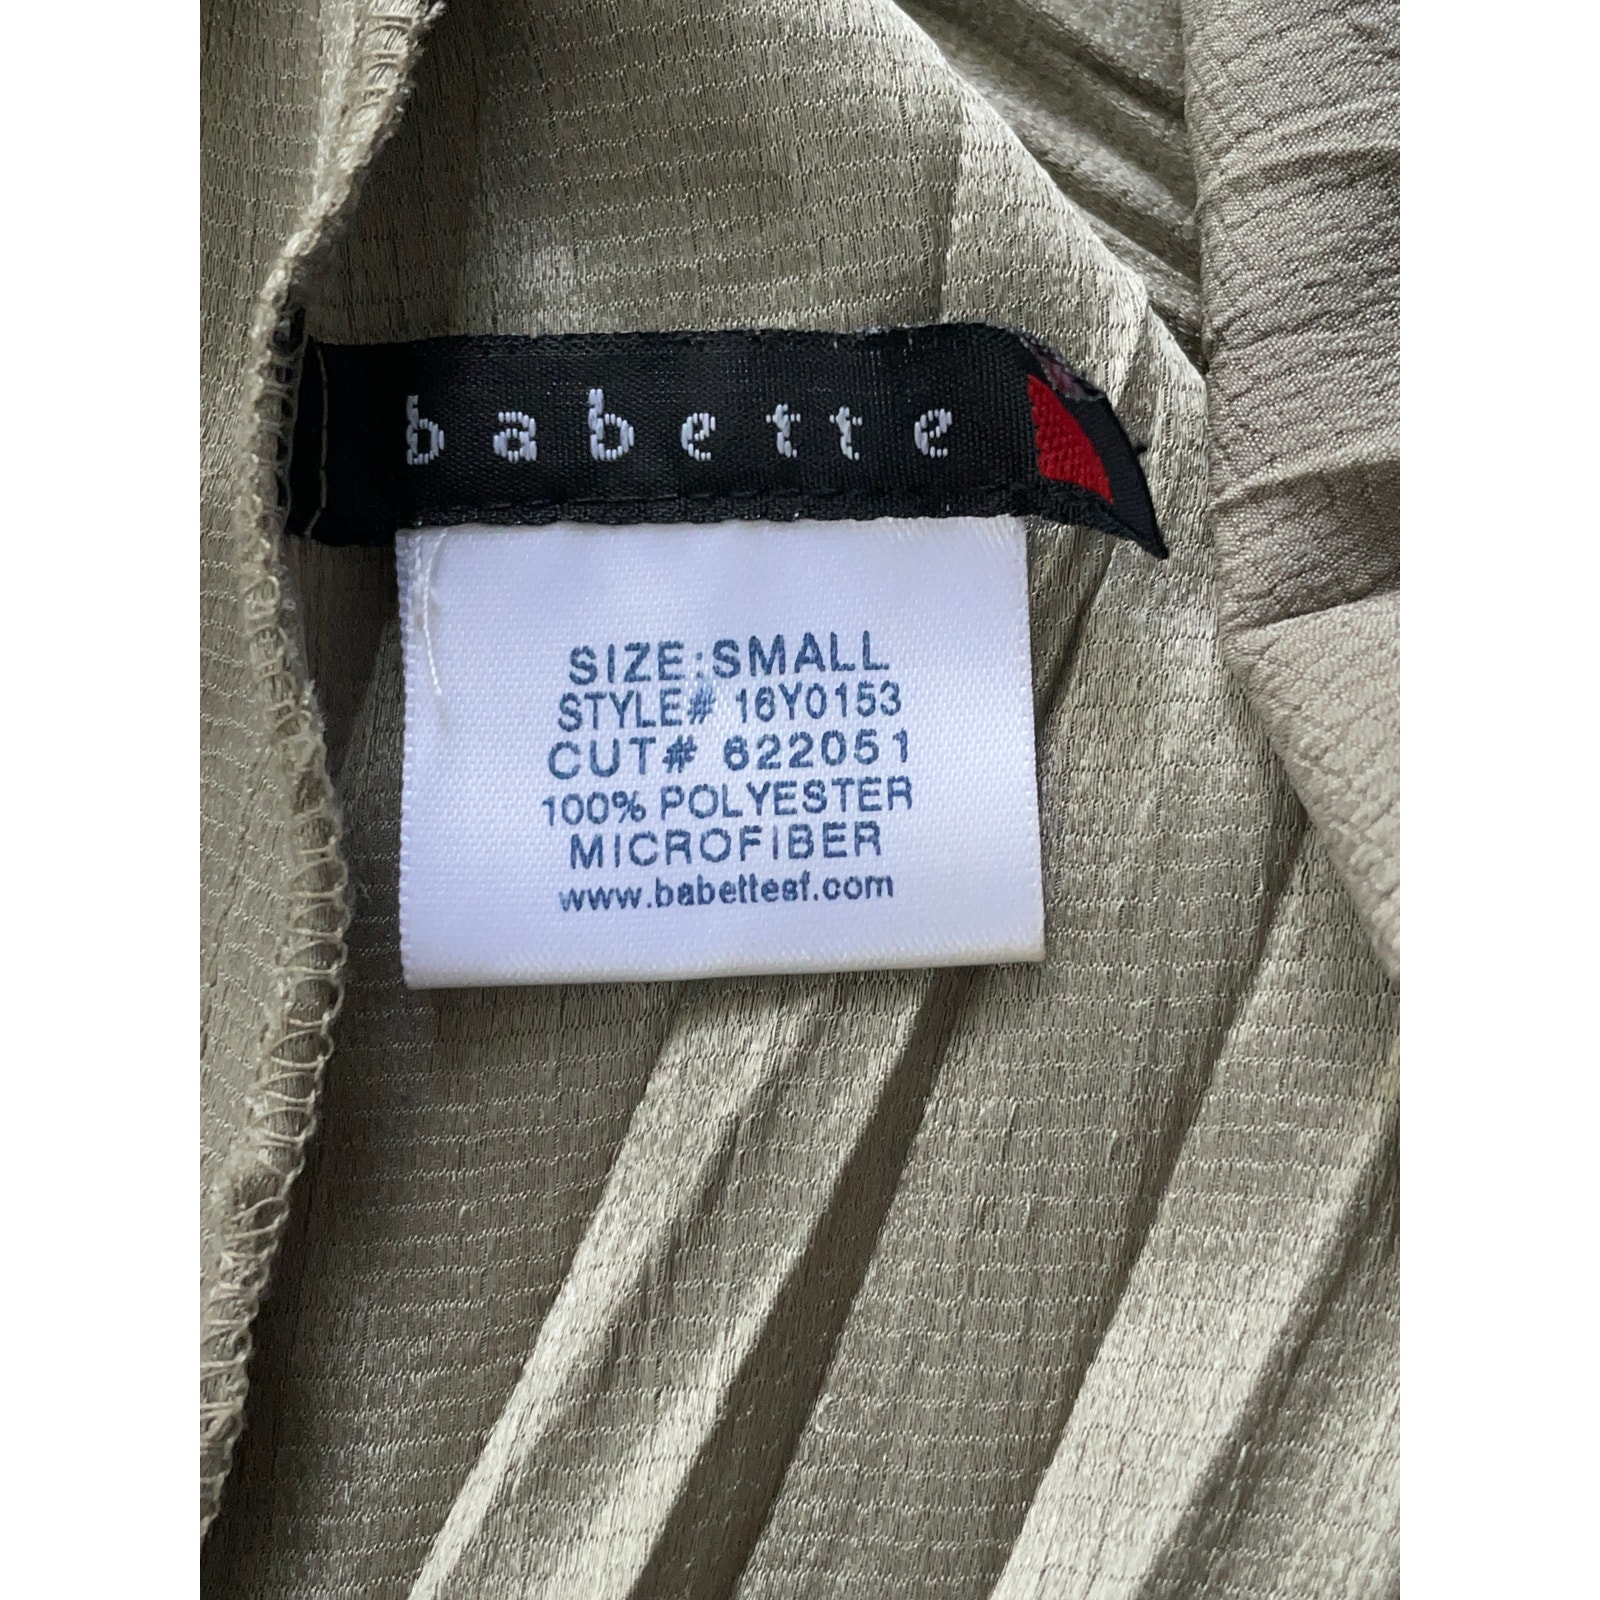 babette
SIZE:SMALL
STYLE# 16Y0153
CUT# 622051
100% POLYESTER
MICROFIBER
www.babettesf.com